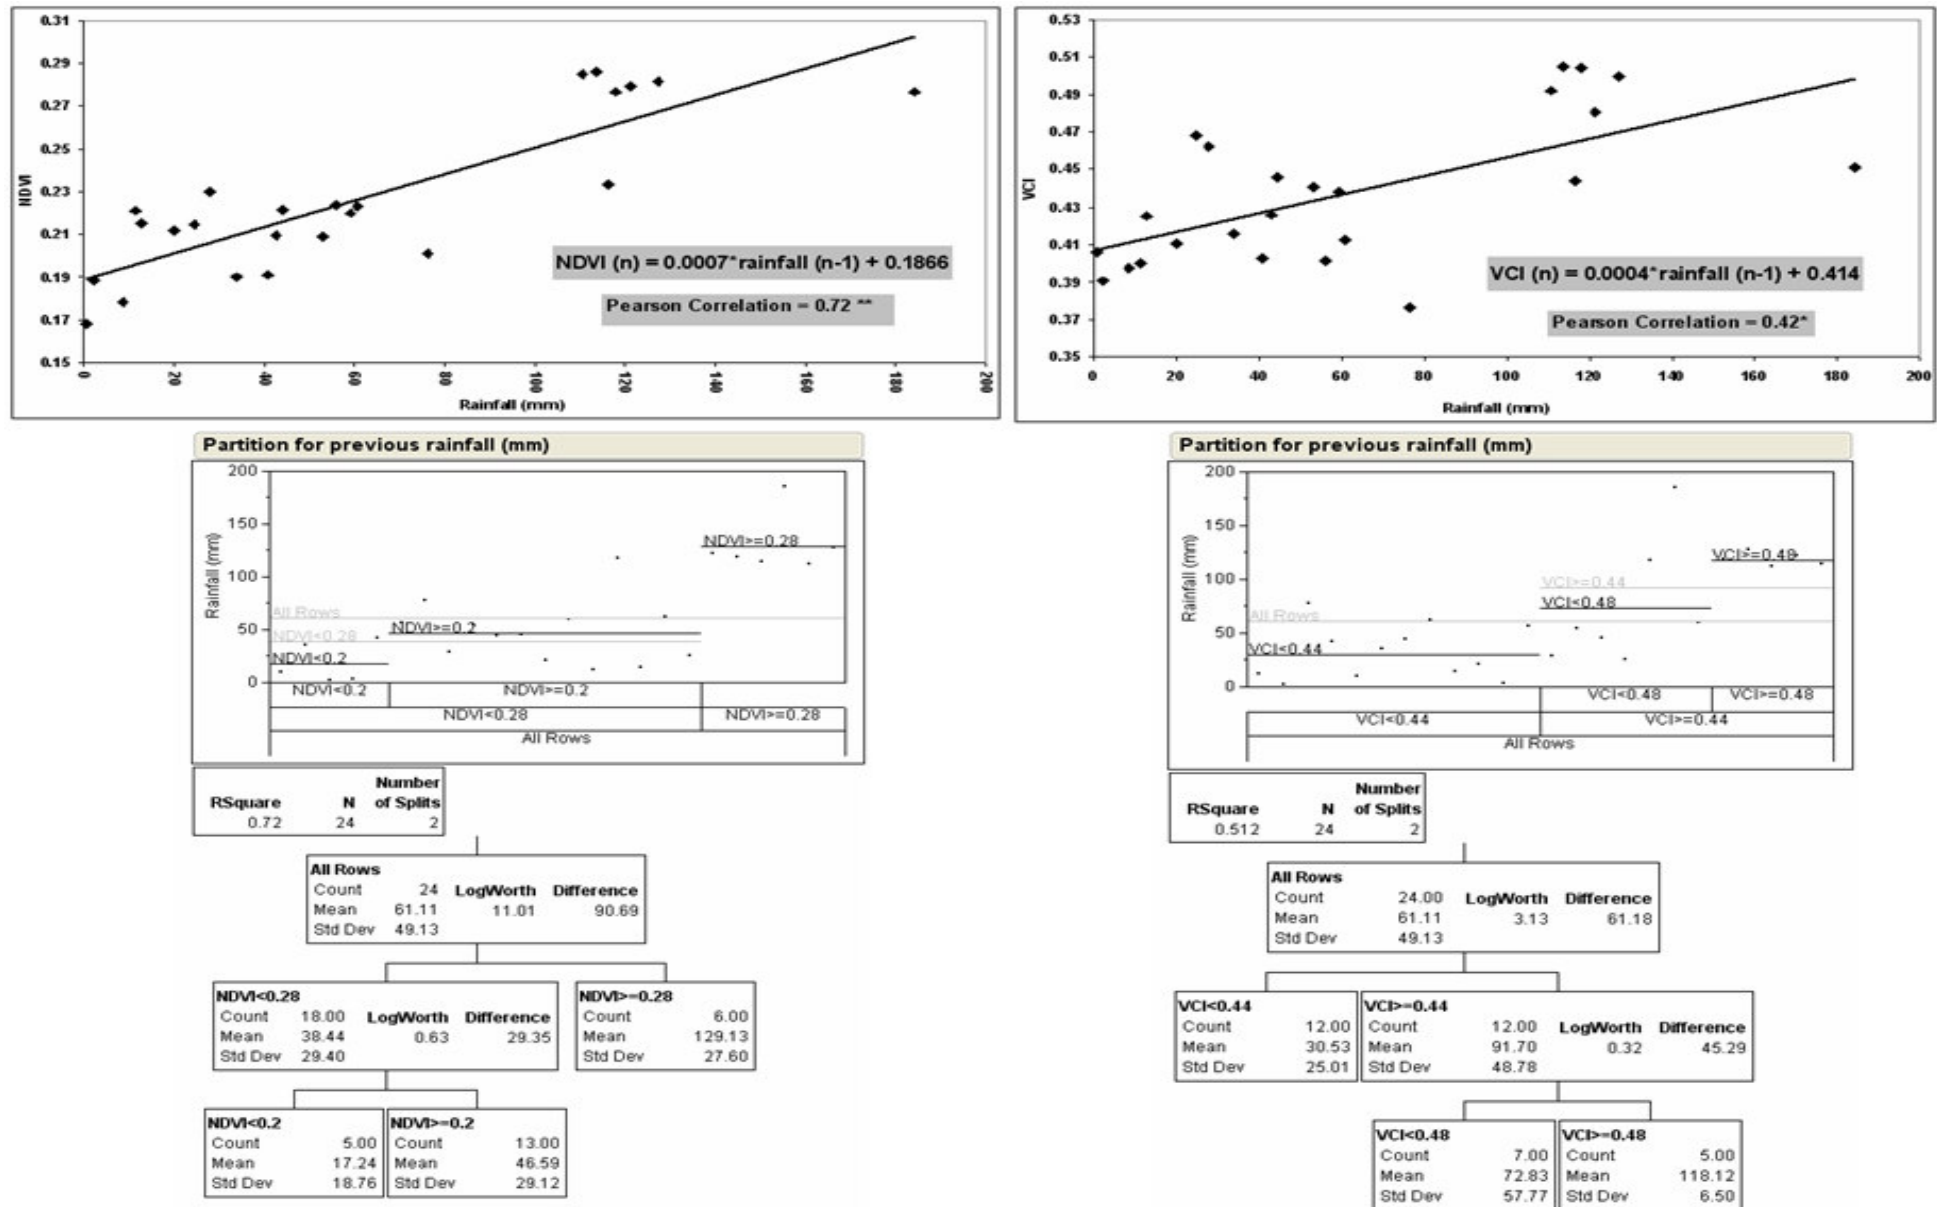 0.31
0.29
0.27
0.25
0.23
0.21
0.19
0.17
0.15
NDVI
NDVI (n) = 0.0007*rainfall (n-1) + 0.1866
Pearson Correlation = 0.72 **
0 20 40 60 80 100 120 140 160 180 200
Rainfall (mm)
0.53
0.51
0.49
0.47
0.45
0.43
0.41
0.39
0.37
0.35
VCI
VCI (n) = 0.0004*rainfall (n-1) + 0.414
Pearson Correlation = 0.42*
0 20 40 60 80 100 120 140 160 180 200
Rainfall (mm)
Partition for previous rainfall (mm)
200
150
100
50
0
Rainfall (mm)
NDVI>=0.28
All Rows
NDVI>=0.2
NDVI<0.28
NDVI<0.2
NDVI<0.2 NDVI>=0.2
NDVI<0.28 NDVI>=0.28
All Rows
Number
RSquare N of Splits
0.72 24 2
All Rows
Count 24 LogWorth Difference
Mean 61.11 11.01 90.69
Std Dev 49.13
NDVI<0.28
Count 18.00 LogWorth Difference
Mean 38.44 0.63 29.35
Std Dev 29.40
NDVI>=0.28
Count 6.00
Mean 129.13
Std Dev 27.60
NDVI<0.2
Count 5.00
Mean 17.24
Std Dev 18.76
NDVI>=0.2
Count 13.00
Mean 46.59
Std Dev 29.12
Partition for previous rainfall (mm)
200
150
100
50
0
Rainfall (mm)
VCI>=0.48
VCI>=0.44
VCI<0.48
All Rows
VCI<0.44
VCI<0.48 VCI>=0.48
VCI<0.44 VCI>=0.44
All Rows
Number
RSquare N of Splits
0.512 24 2
All Rows
Count 24.00 LogWorth Difference
Mean 61.11 3.13 61.18
Std Dev 49.13
VCI<0.44
Count 12.00
Mean 30.53
Std Dev 25.01
VCI>=0.44
Count 12.00 LogWorth Difference
Mean 91.70 0.32 45.29
Std Dev 48.78
VCI<0.48
Count 7.00
Mean 72.83
Std Dev 57.77
VCI>=0.48
Count 5.00
Mean 118.12
Std Dev 6.50